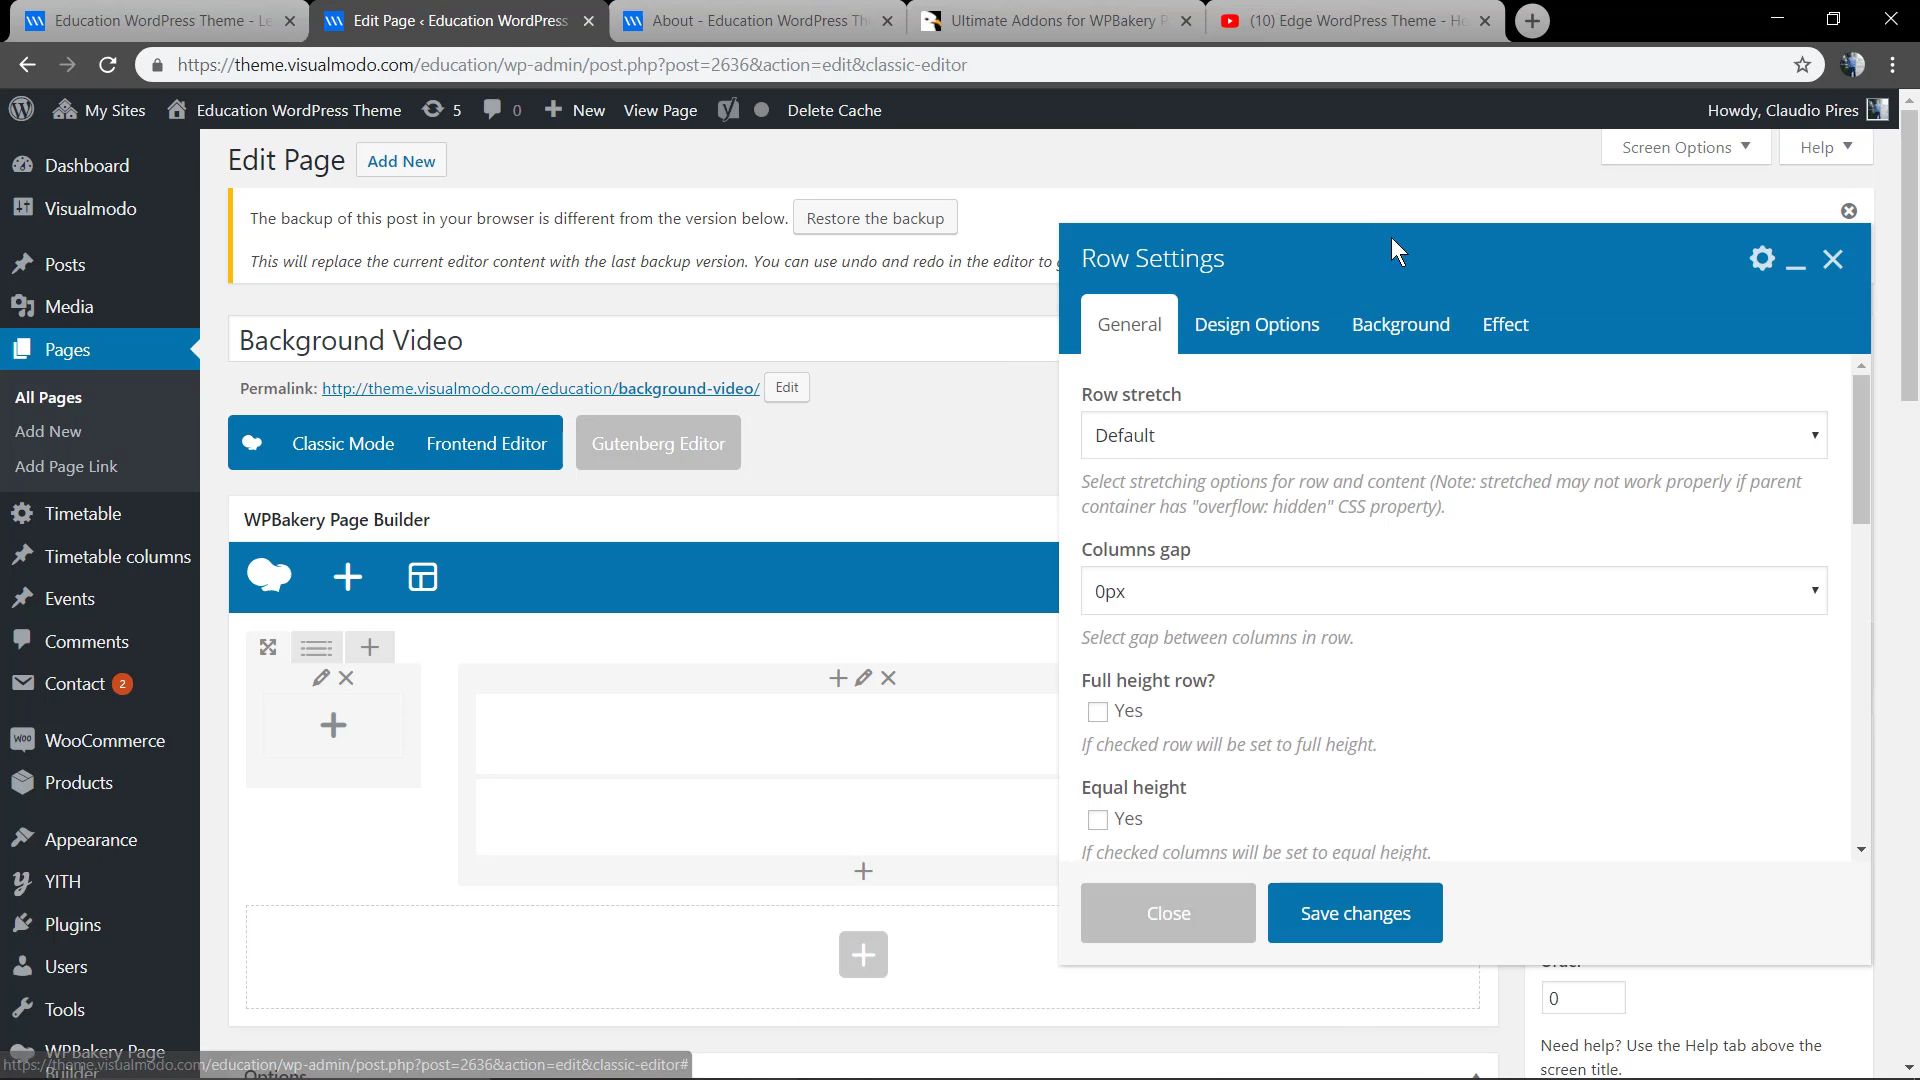 Education WordPress Theme - Le
Edit Page ‹ Education WordPress
About - Education WordPress Th
Ultimate Addons for WPBakery P
(10) Edge WordPress Theme - Ho
https://theme.visualmodo.com/education/wp-admin/post.php?post=2636&action=edit&classic-editor
My Sites
Education WordPress Theme
5
0
New
View Page
Delete Cache
Howdy, Claudio Pires
Dashboard
Visualmodo
Posts
Media
Pages
All Pages
Add New
Add Page Link
Timetable
Timetable columns
Events
Comments
Contact 2
WooCommerce
Products
Appearance
YITH
Plugins
Users
Tools
WPBakery Page
Builder
Edit Page
Add New
Screen Options
Help
The backup of this post in your browser is different from the version below.
Restore the backup
This will replace the current editor content with the last backup version. You can use undo and redo in the editor to
Background Video
Permalink: http://theme.visualmodo.com/education/background-video/
Edit
Classic Mode
Frontend Editor
Gutenberg Editor
WPBakery Page Builder
Row Settings
General
Design Options
Background
Effect
Row stretch
Default
Select stretching options for row and content (Note: stretched may not work properly if parent
container has "overflow: hidden" CSS property).
Columns gap
0px
Select gap between columns in row.
Full height row?
Yes
If checked row will be set to full height.
Equal height
Yes
If checked columns will be set to equal height.
Close
Save changes
Order
0
Need help? Use the Help tab above the
screen title.
Options
https://theme.visualmodo.com/education/wp-admin/post.php?post=2636&action=edit&classic-editor#